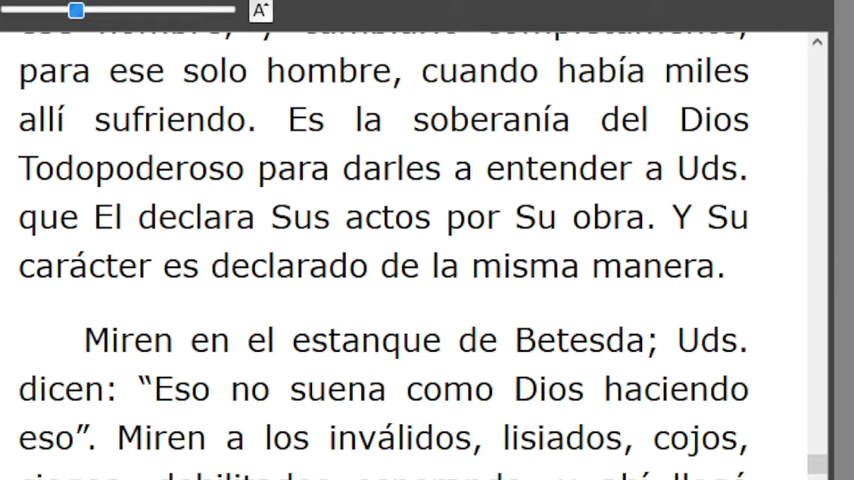 A
para ese solo hombre, cuando había miles
allí sufriendo. Es la soberanía del Dios
Todopoderoso para darles a entender a Uds.
que El declara Sus actos por Su obra. Y Su
carácter es declarado de la misma manera.
Miren en el estanque de Betesda; Uds.
dicen: “Eso no suena como Dios haciendo
eso”. Miren a los inválidos, lisiados, cojos,